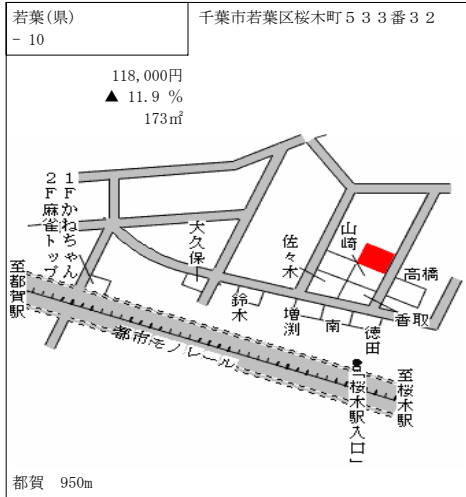 若葉(県)
- 10
千葉市若葉区桜木町５３３番３２
118,000円
▲ 11.9 %
173㎡
１Fかねちゃん
２F麻雀トップ
大久保
佐々木
山崎
高橋
香取
鈴木
増渕
南
徳田
至都賀駅
都市モノレール
「桜木駅入口」
至桜木駅
都賀　950m